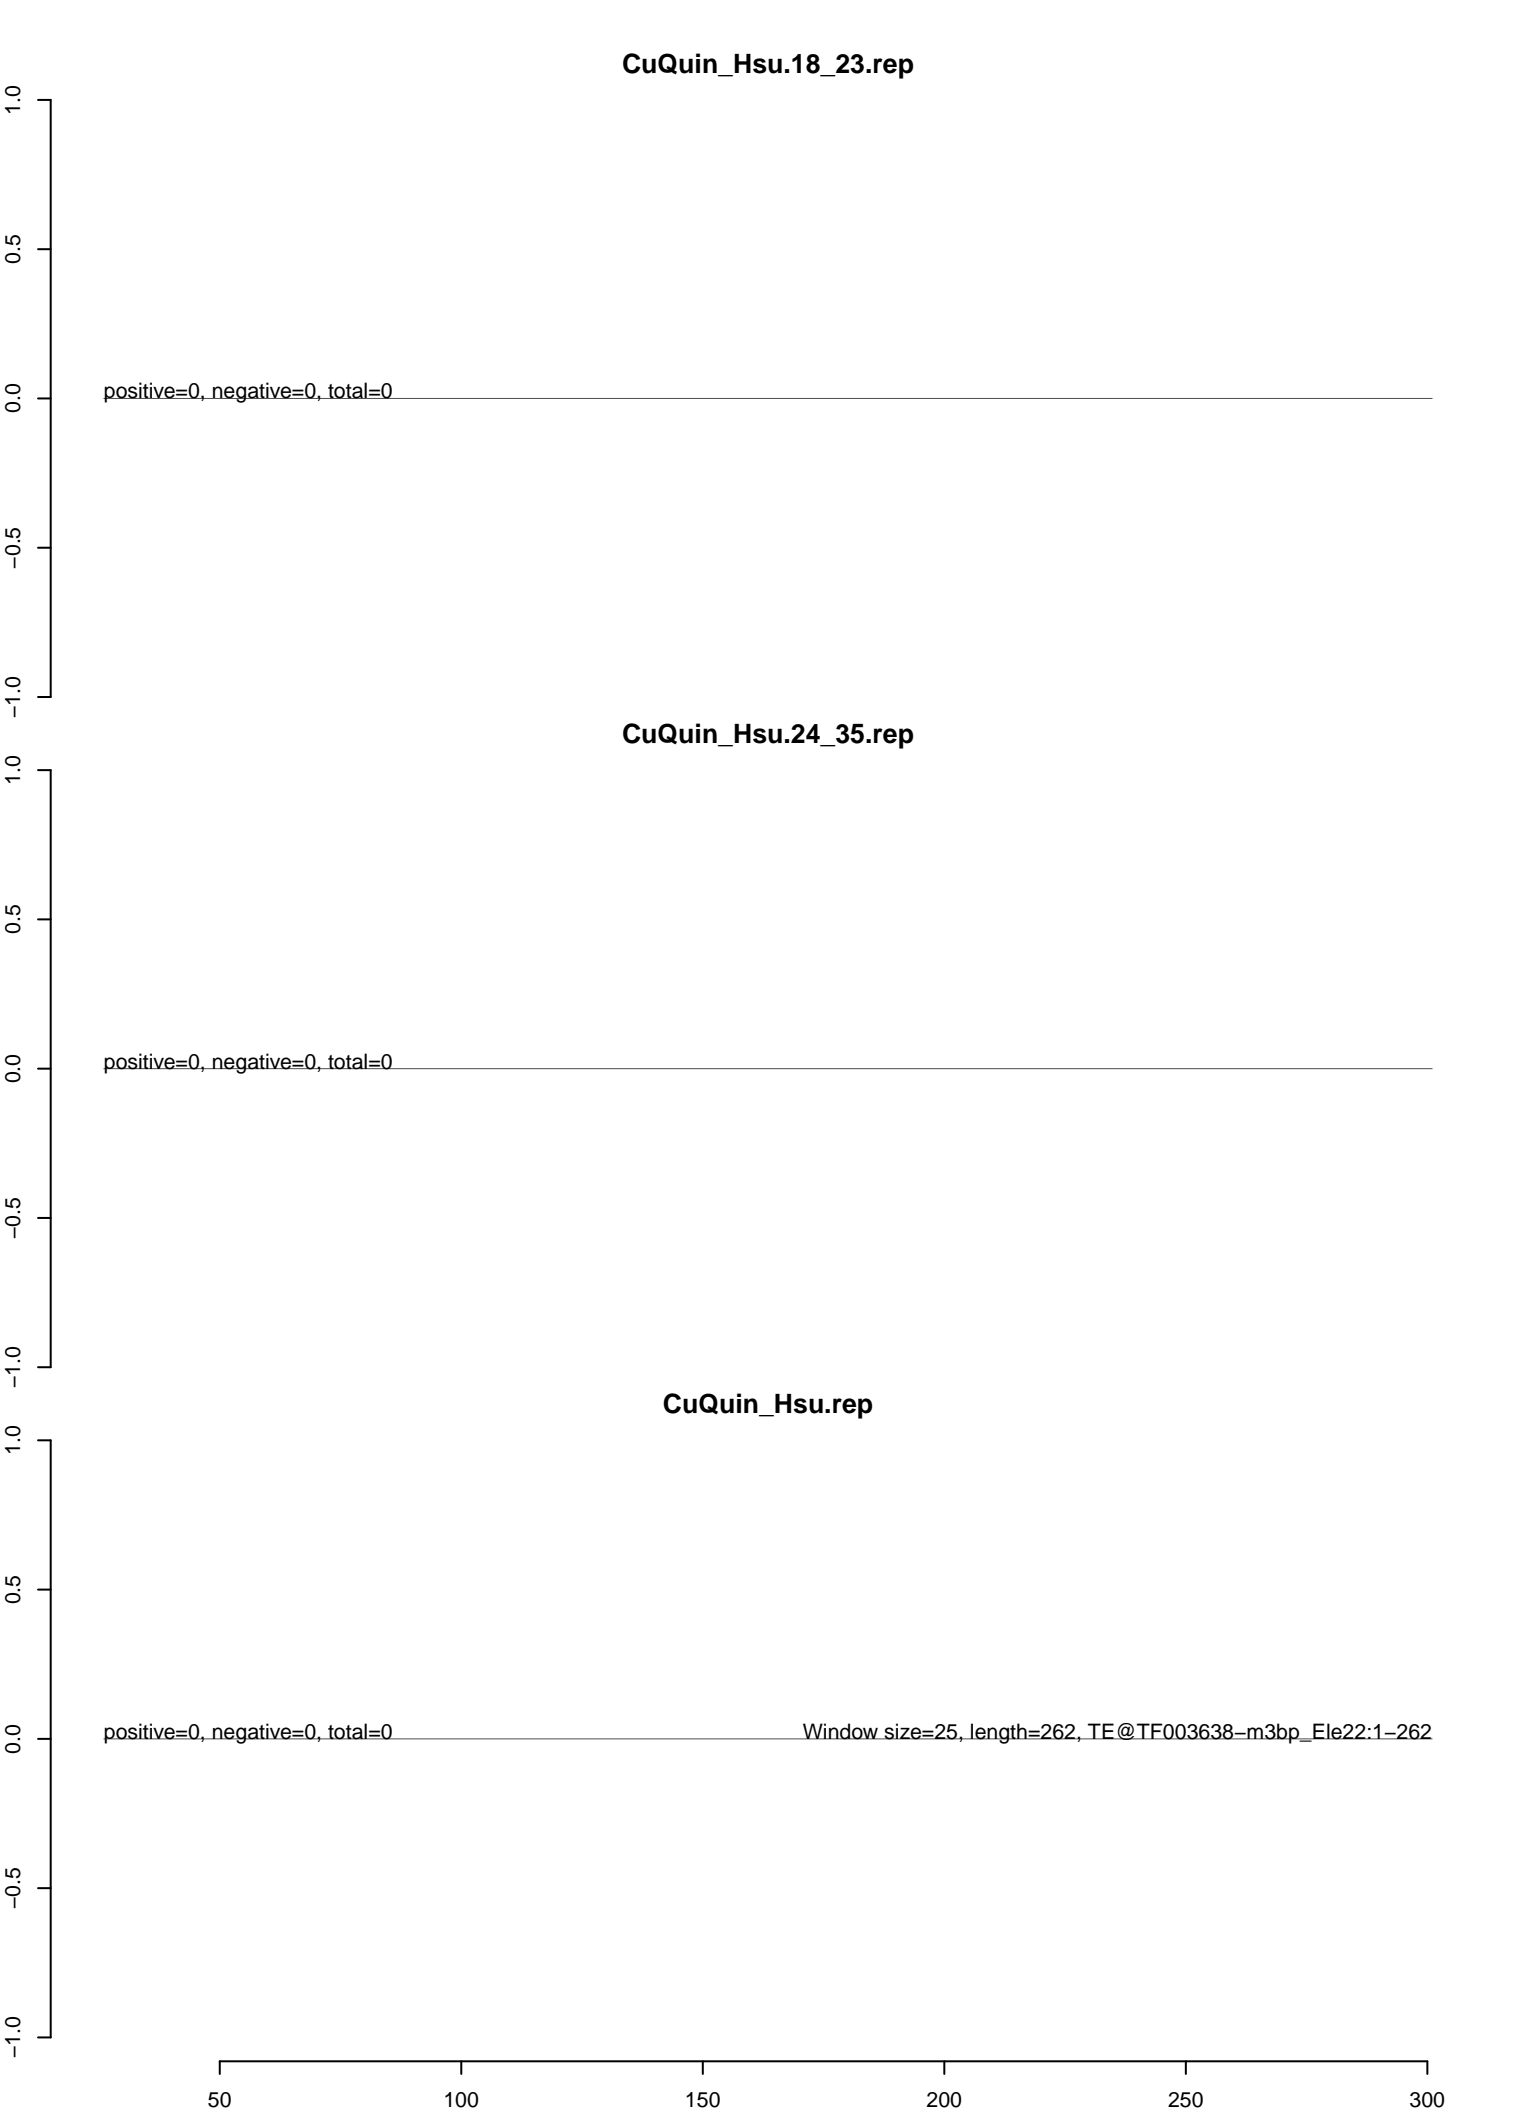 CuQuin_Hsu.18_23.rep
1.0
0.5
0.0
−0.5
−1.0
positive=0, negative=0, total=0
CuQuin_Hsu.24_35.rep
1.0
0.5
0.0
−0.5
−1.0
positive=0, negative=0, total=0
CuQuin_Hsu.rep
1.0
0.5
0.0
−0.5
−1.0
positive=0, negative=0, total=0
Window size=25, length=262, TE@TF003638−m3bp_Ele22:1−262
50 100 150 200 250 300